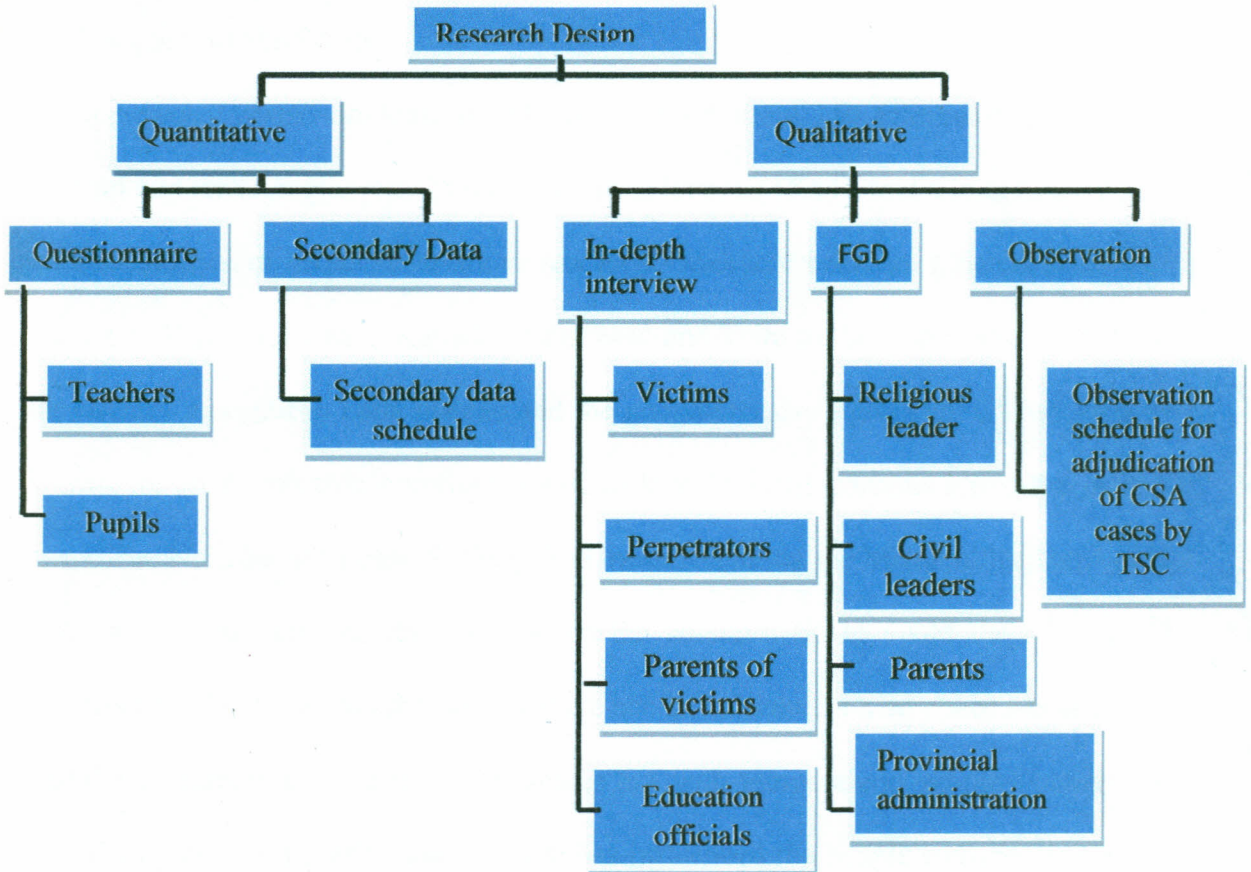 Research Design
Quantitative
Qualitative
Questionnaire
Secondary Data
In-depth
interview
FGD
Observation
Teachers
Pupils
Secondary data
schedule
Victims
Perpetrators
Parents of
victims
Education
officials
Religious
leader
Civil
leaders
Parents
Provincial
administration
Observation
schedule for
adjudication
of CSA
cases by
TSC